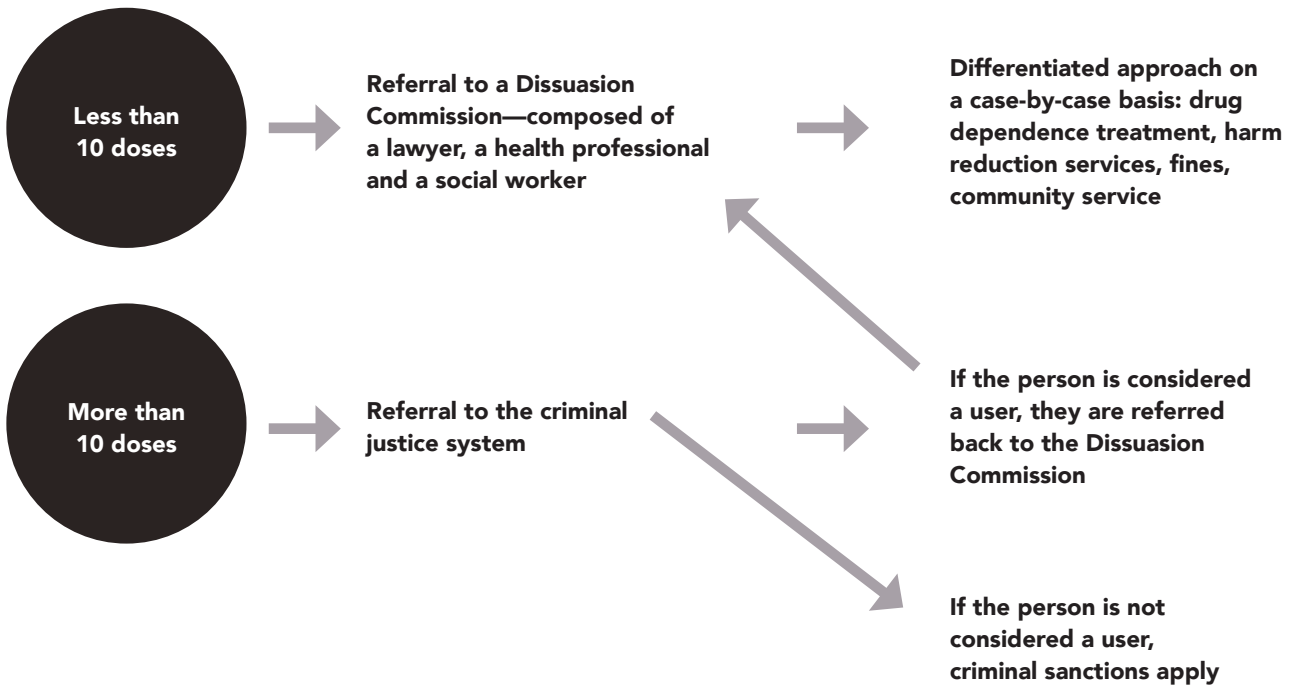 Less than
10 doses
Referral to a Dissuasion
Commission—composed of
a lawyer, a health professional
and a social worker
Differentiated approach on
a case-by-case basis: drug
dependence treatment, harm
reduction services, fines,
community service
More than
10 doses
Referral to the criminal
justice system
If the person is considered
a user, they are referred
back to the Dissuasion
Commission
If the person is not
considered a user,
criminal sanctions apply